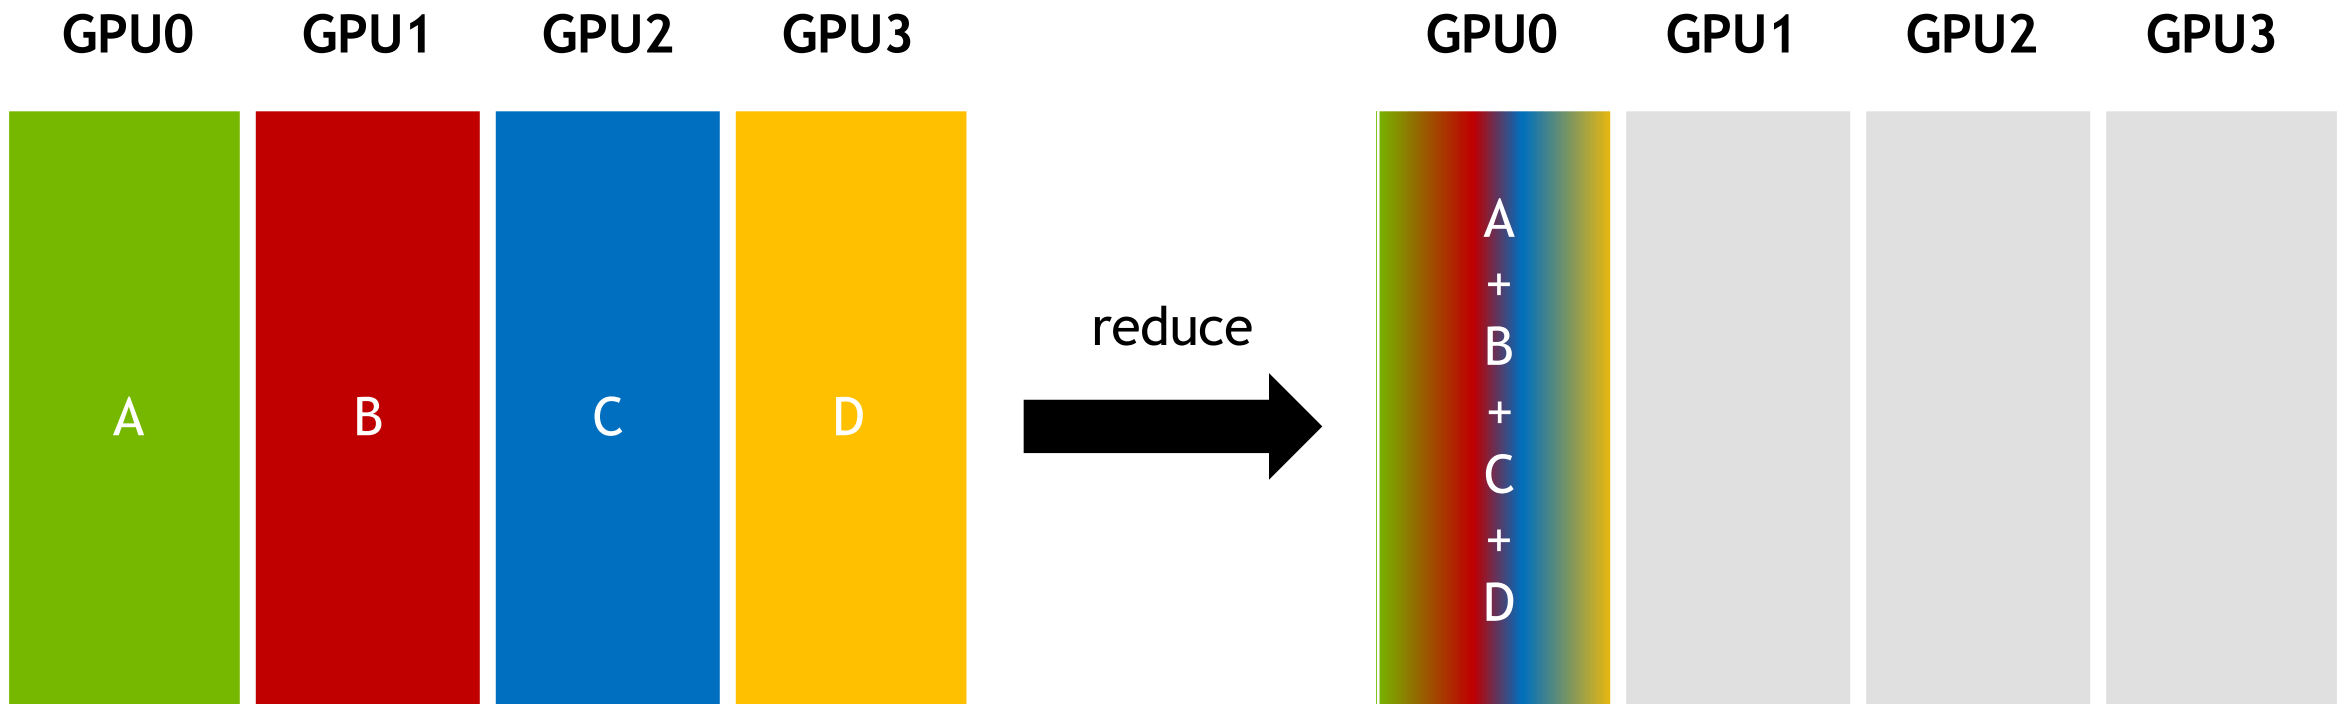 GPU0 GPU1 GPU2 GPU3
A B C D
reduce
GPU0 GPU1 GPU2 GPU3
A
+
B
+
C
+
D